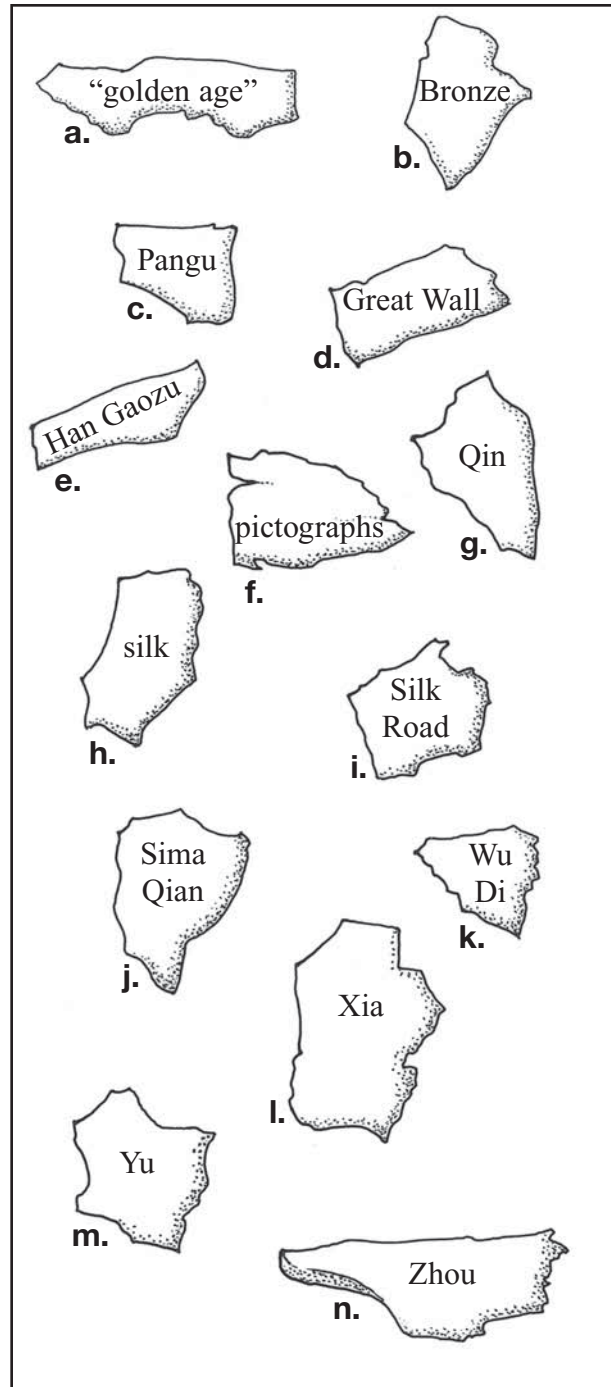 “golden age”
a.
Bronze
b.
Pangu
c.
Great Wall
d.
Han Gaozu
e.
pictographs
f.
Qin
g.
silk
h.
Silk
Road
i.
Sima
Qian
j.
Wu
Di
k.
Xia
l.
Yu
m.
Zhou
n.